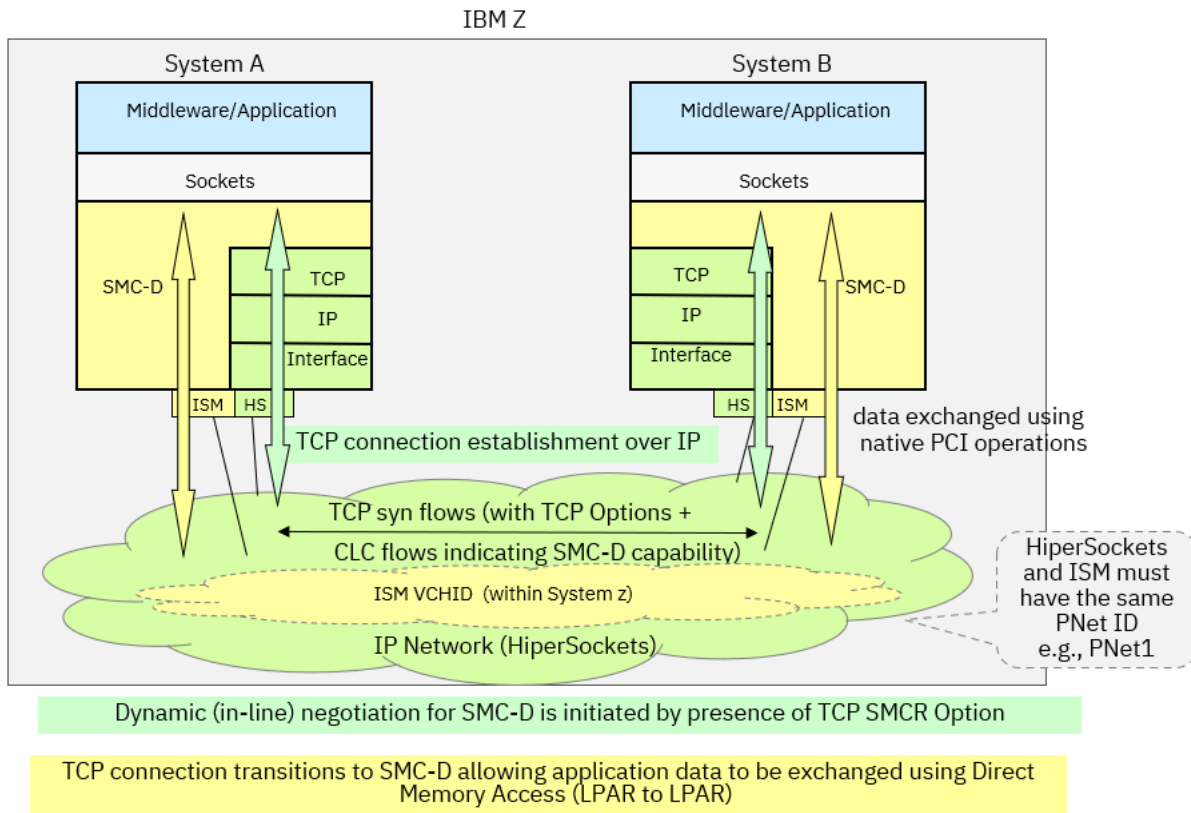 IBM Z
System A
System B
Middleware/Application
Middleware/Application
Sockets
Sockets
SMC-D
TCP
IP
Interface
TCP
IP
Interface
SMC-D
ISM
HS
HS
ISM
data exchanged using
native PCI operations
TCP connection establishment over IP
TCP syn flows (with TCP Options +
CLC flows indicating SMC-D capability)
ISM VCHID (within System z)
IP Network (HiperSockets)
HiperSockets
and ISM must
have the same
PNet ID
e.g., PNet1
Dynamic (in-line) negotiation for SMC-D is initiated by presence of TCP SMCR Option
TCP connection transitions to SMC-D allowing application data to be exchanged using Direct
Memory Access (LPAR to LPAR)